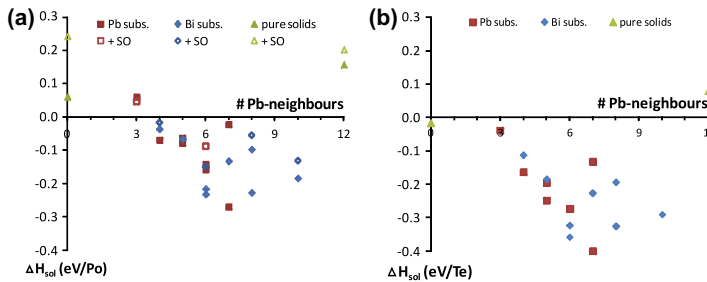 (a)
Pb subs. Bi subs. pure solids
+ SO + SO + SO
0.3
0.2
0.1
0.0
-0.1
-0.2
-0.3
-0.4
# Pb-neighbours
0 3 6 9 12
ΔHsol (eV/Po)
(b)
Pb subs. Bi subs. pure solids
0.3
0.2
0.1
0.0
-0.1
-0.2
-0.3
-0.4
# Pb-neighbours
0 3 6 9
ΔHsol (eV/Te)